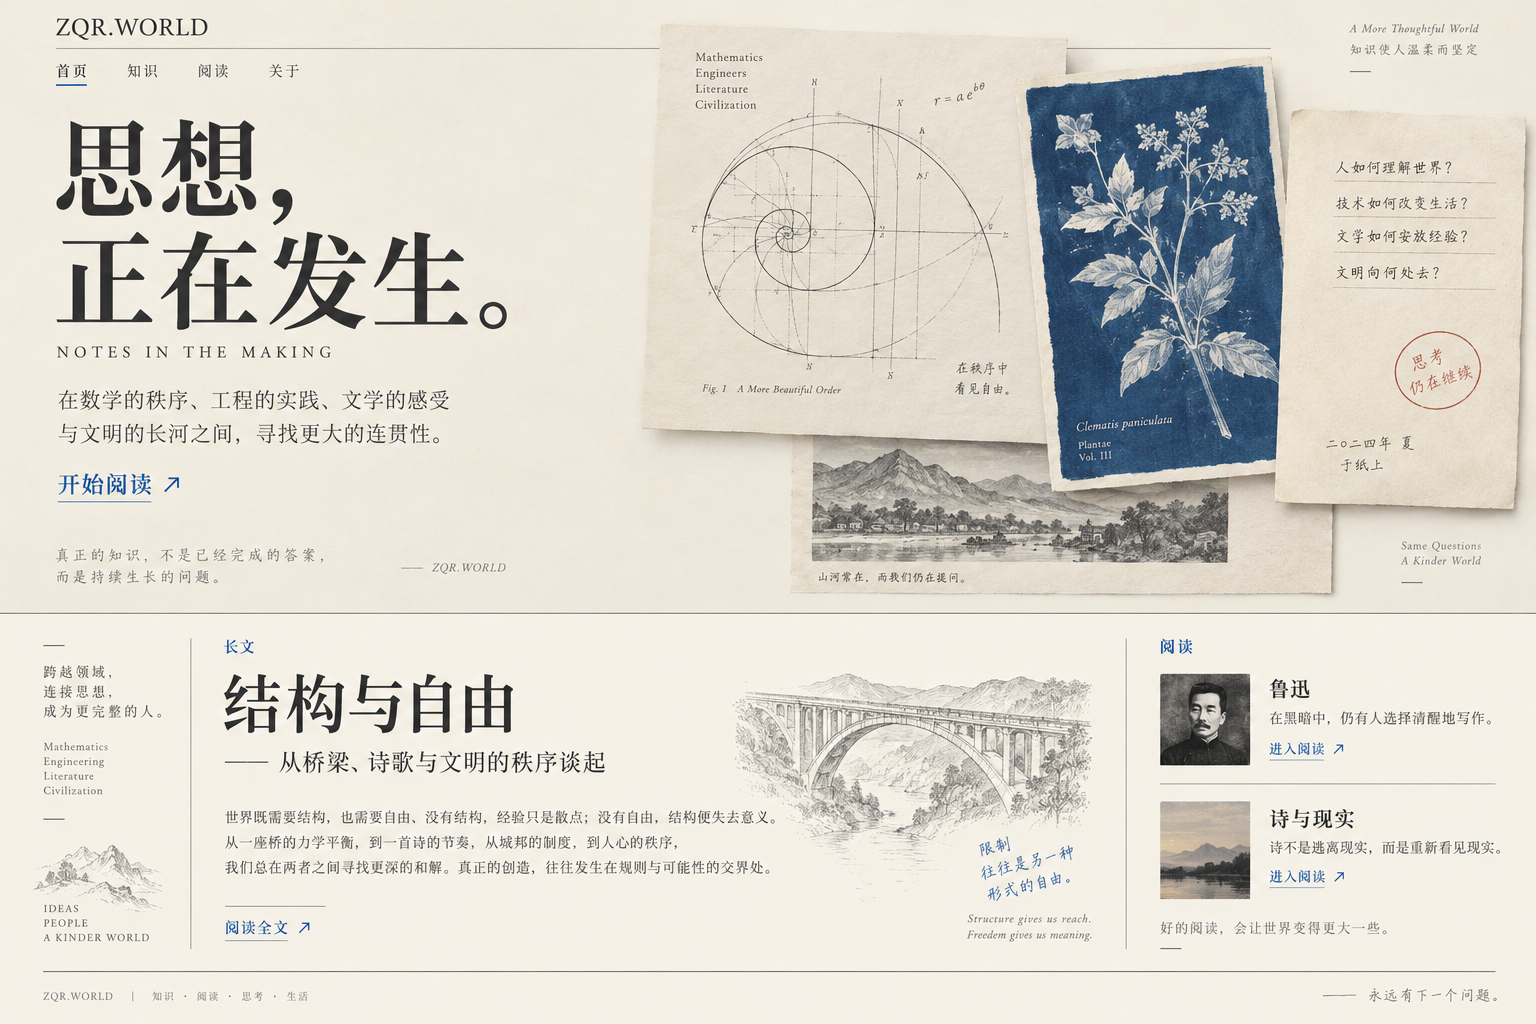 ZQR.WORLD
首页 知识 阅读 关于
思想，
正在发生。
NOTES IN THE MAKING
在数学的秩序、工程的实践、文学的感受
与文明的长河之间，寻找更大的连贯性。
开始阅读 ↗
真正的知识，不是已经完成的答案，
而是持续生长的问题。
—— ZQR.WORLD
Mathematics
Engineers
Literature
Civilization
r = ae^{bθ}
Fig. 1 A More Beautiful Order
在秩序中
看见自由。
Clematis paniculata
Plantae
Vol. III
山河常在，而我们仍在提问。
A More Thoughtful World
知识使人温柔而坚定
人如何理解世界？
技术如何改变生活？
文学如何安放经验？
文明向何处去？
思考
仍在继续
二〇二四年 夏
于纸上
Same Questions
A Kinder World
跨越领域，
连接思想，
成为更完整的人。
Mathematics
Engineering
Literature
Civilization
IDEAS
PEOPLE
A KINDER WORLD
长文
结构与自由
—— 从桥梁、诗歌与文明的秩序谈起
世界既需要结构，也需要自由、没有结构，经验只是散点；没有自由，结构便失去意义。
从一座桥的力学平衡，到一首诗的节奏，从城邦的制度，到人心的秩序，
我们总在两者之间寻找更深的和解。真正的创造，往往发生在规则与可能性的交界处。
阅读全文 ↗
限制
往往是另一种
形式的自由。
Structure gives us reach.
Freedom gives us meaning.
阅读
鲁迅
在黑暗中，仍有人选择清醒地写作。
进入阅读 ↗
诗与现实
诗不是逃离现实，而是重新看见现实。
进入阅读 ↗
好的阅读，会让世界变得更大一些。
ZQR.WORLD | 知识 · 阅读 · 思考 · 生活
—— 永远有下一个问题。